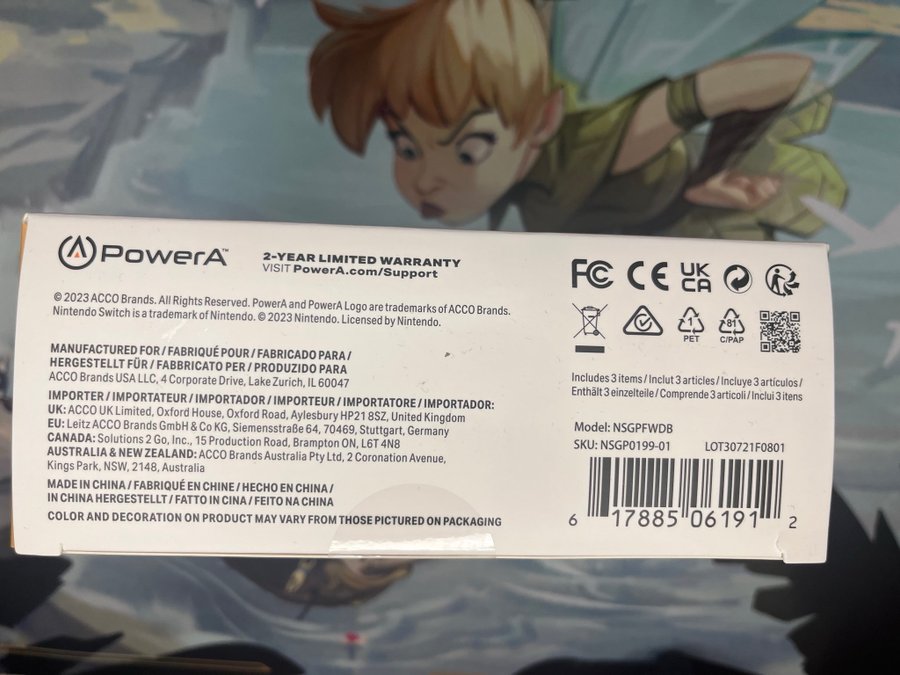 PowerA™
2-YEAR LIMITED WARRANTY
VISIT PowerA.com/Support
© 2023 ACCO Brands. All Rights Reserved. PowerA and PowerA Logo are trademarks of ACCO Brands.
Nintendo Switch is a trademark of Nintendo. © 2023 Nintendo. Licensed by Nintendo.
MANUFACTURED FOR / FABRIQUÉ POUR / FABRICADO PARA /
HERGESTELLT FÜR / FABBRICATO PER / PRODUZIDO PARA
ACCO Brands USA LLC, 4 Corporate Drive, Lake Zurich, IL 60047
IMPORTER / IMPORTATEUR / IMPORTADOR / IMPORTEUR / IMPORTATORE / IMPORTADOR:
UK: ACCO UK Limited, Oxford House, Oxford Road, Aylesbury HP21 8SZ, United Kingdom
EU: Leitz ACCO Brands GmbH & Co KG, Siemensstraße 64, 70469, Stuttgart, Germany
CANADA: Solutions 2 Go, Inc., 15 Production Road, Brampton ON, L6T 4N8
AUSTRALIA & NEW ZEALAND: ACCO Brands Australia Pty Ltd, 2 Coronation Avenue,
Kings Park, NSW, 2148, Australia
MADE IN CHINA / FABRIQUÉ EN CHINE / HECHO EN CHINA /
IN CHINA HERGESTELLT / FATTO IN CINA / FEITO NA CHINA
COLOR AND DECORATION ON PRODUCT MAY VARY FROM THOSE PICTURED ON PACKAGING
FC CE UK
CA
1 81
PET C/PAP
Includes 3 items / Inclut 3 articles / Incluye 3 artículos /
Enthält 3 einzelteile / Comprende 3 articoli / Inclui 3 itens
Model: NSGPFWDB
SKU: NSGP0199-01 LOT30721F0801
6 17885 06191 2